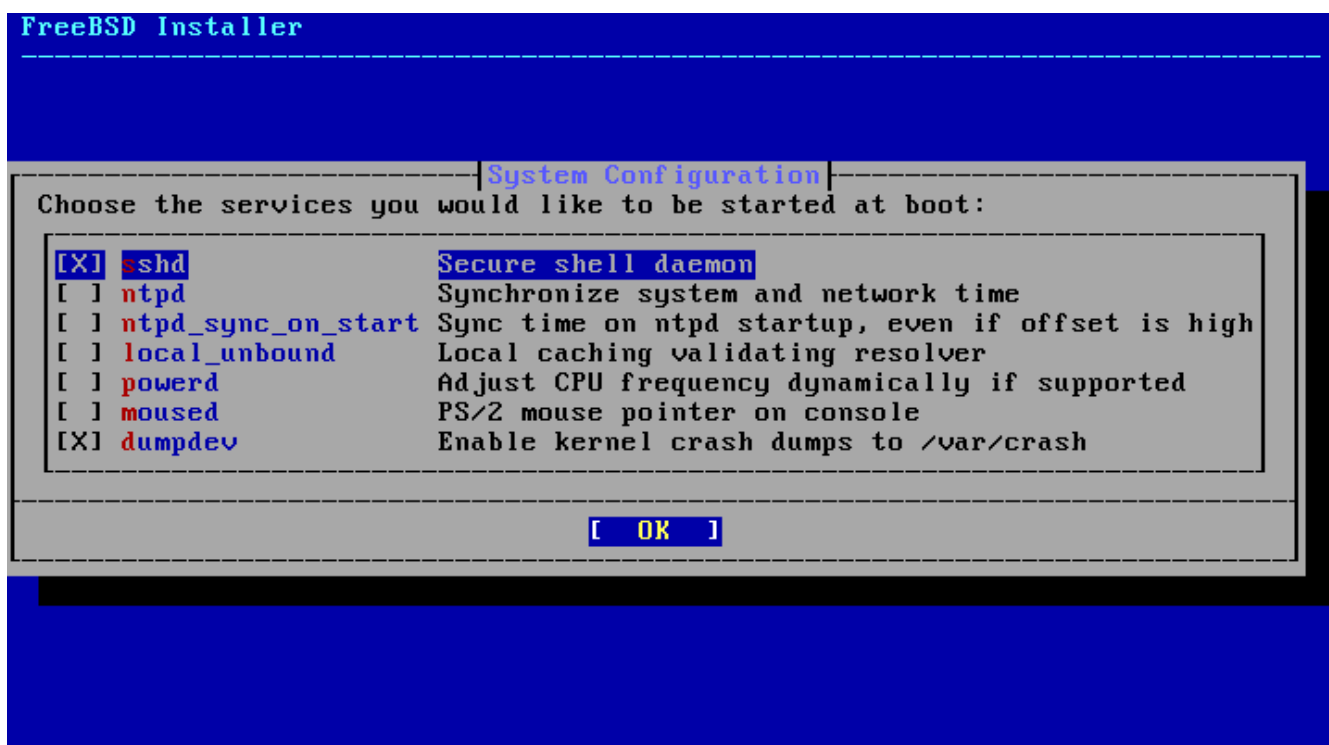 FreeBSD Installer
System Configuration
Choose the services you would like to be started at boot:
[X] sshd Secure shell daemon
[ ] ntpd Synchronize system and network time
[ ] ntpd_sync_on_start Sync time on ntpd startup, even if offset is high
[ ] local_unbound Local caching validating resolver
[ ] powerd Adjust CPU frequency dynamically if supported
[ ] moused PS/2 mouse pointer on console
[X] dumpdev Enable kernel crash dumps to /var/crash
[ OK ]